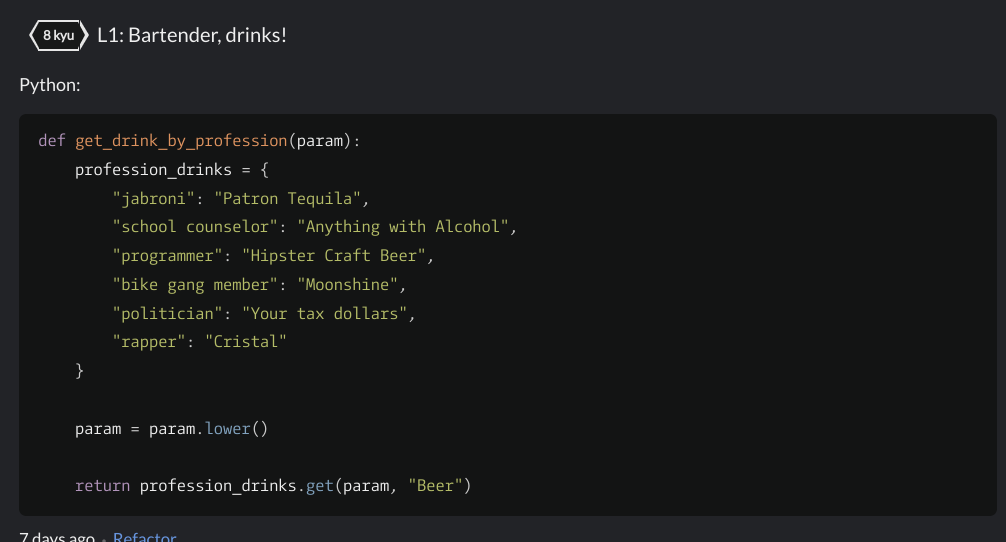 8 kyu L1: Bartender, drinks!
Python:
def get_drink_by_profession(param):
    profession_drinks = {
        "jabroni": "Patron Tequila",
        "school counselor": "Anything with Alcohol",
        "programmer": "Hipster Craft Beer",
        "bike gang member": "Moonshine",
        "politician": "Your tax dollars",
        "rapper": "Cristal"
    }
    param = param.lower()
    return profession_drinks.get(param, "Beer")
7 days ago • Refactor